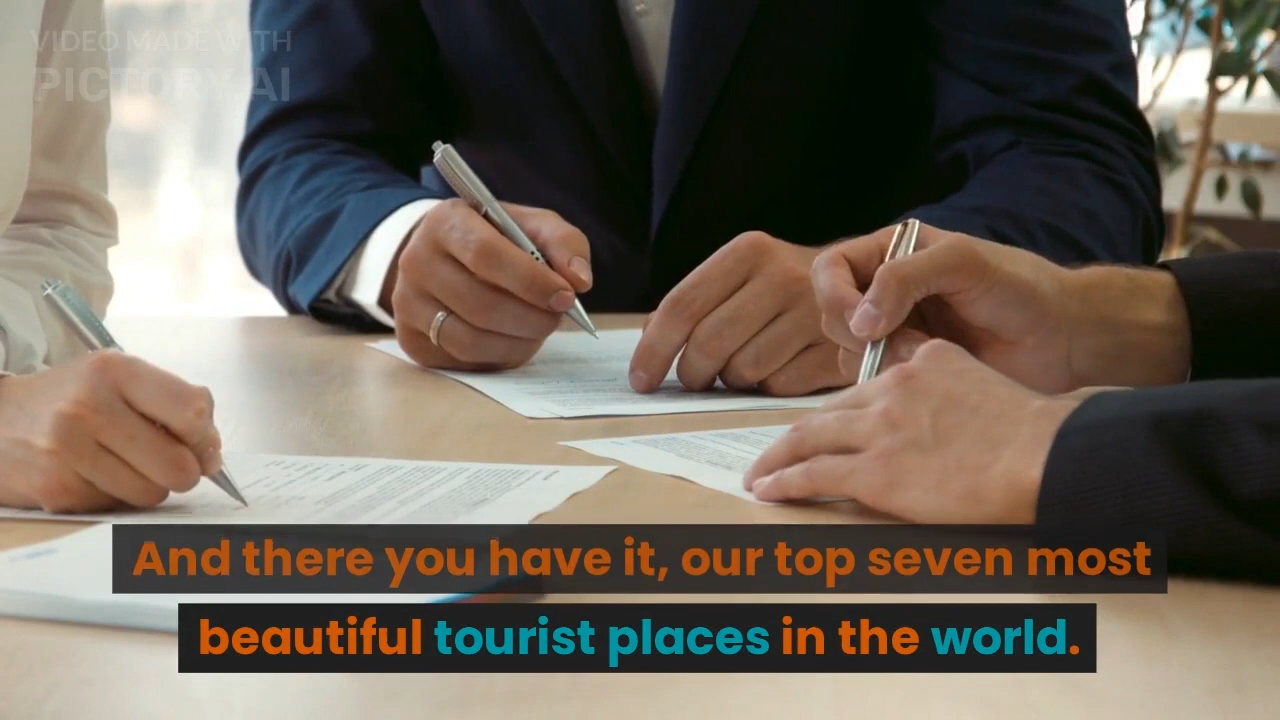 VIDEO MADE WITH
PICTORY.AI
And there you have it, our top seven most
beautiful tourist places in the world.